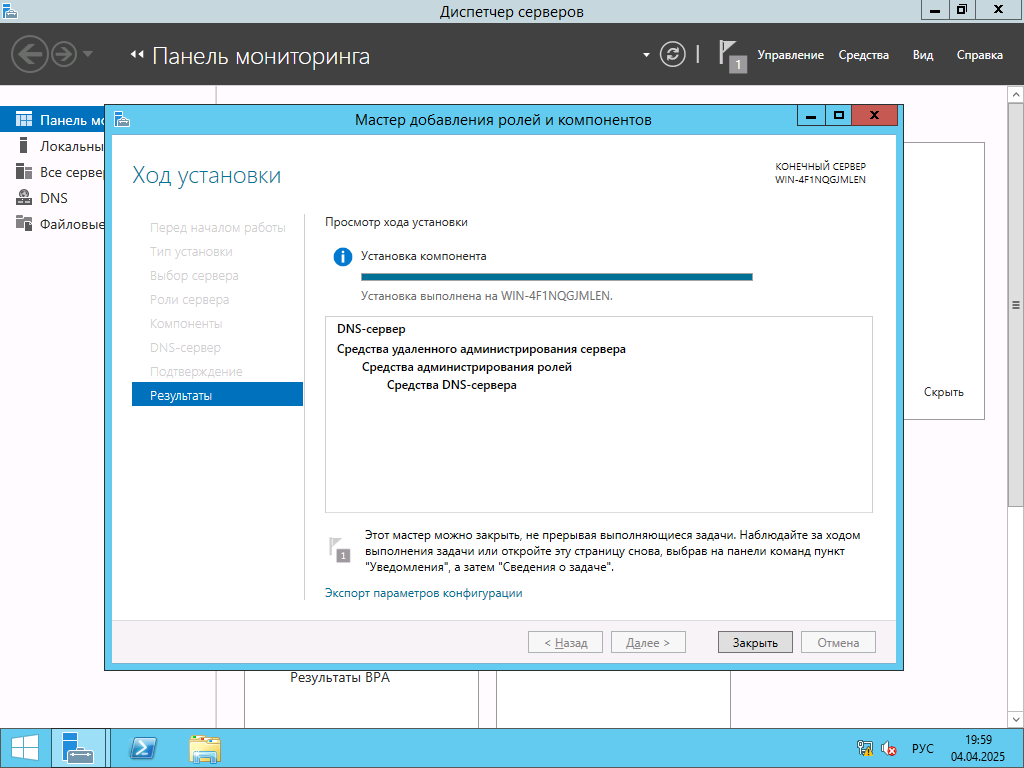 Диспетчер серверов
Панель мониторинга
1
Управление
Средства
Вид
Справка
Панель мо
Локальны
Все серве
DNS
Файловые
Мастер добавления ролей и компонентов
Ход установки
КОНЕЧНЫЙ СЕРВЕР
WIN-4F1NQGJMLEN
Перед началом работы
Тип установки
Выбор сервера
Роли сервера
Компоненты
DNS-сервер
Подтверждение
Результаты
Просмотр хода установки
Установка компонента
Установка выполнена на WIN-4F1NQGJMLEN.
DNS-сервер
Средства удаленного администрирования сервера
Средства администрирования ролей
Средства DNS-сервера
Скрыть
1
Этот мастер можно закрыть, не прерывая выполняющиеся задачи. Наблюдайте за ходом
выполнения задачи или откройте эту страницу снова, выбрав на панели команд пункт
"Уведомления", а затем "Сведения о задаче".
Экспорт параметров конфигурации
< Назад
Далее >
Закрыть
Отмена
Результаты BPA
РУС
19:59
04.04.2025